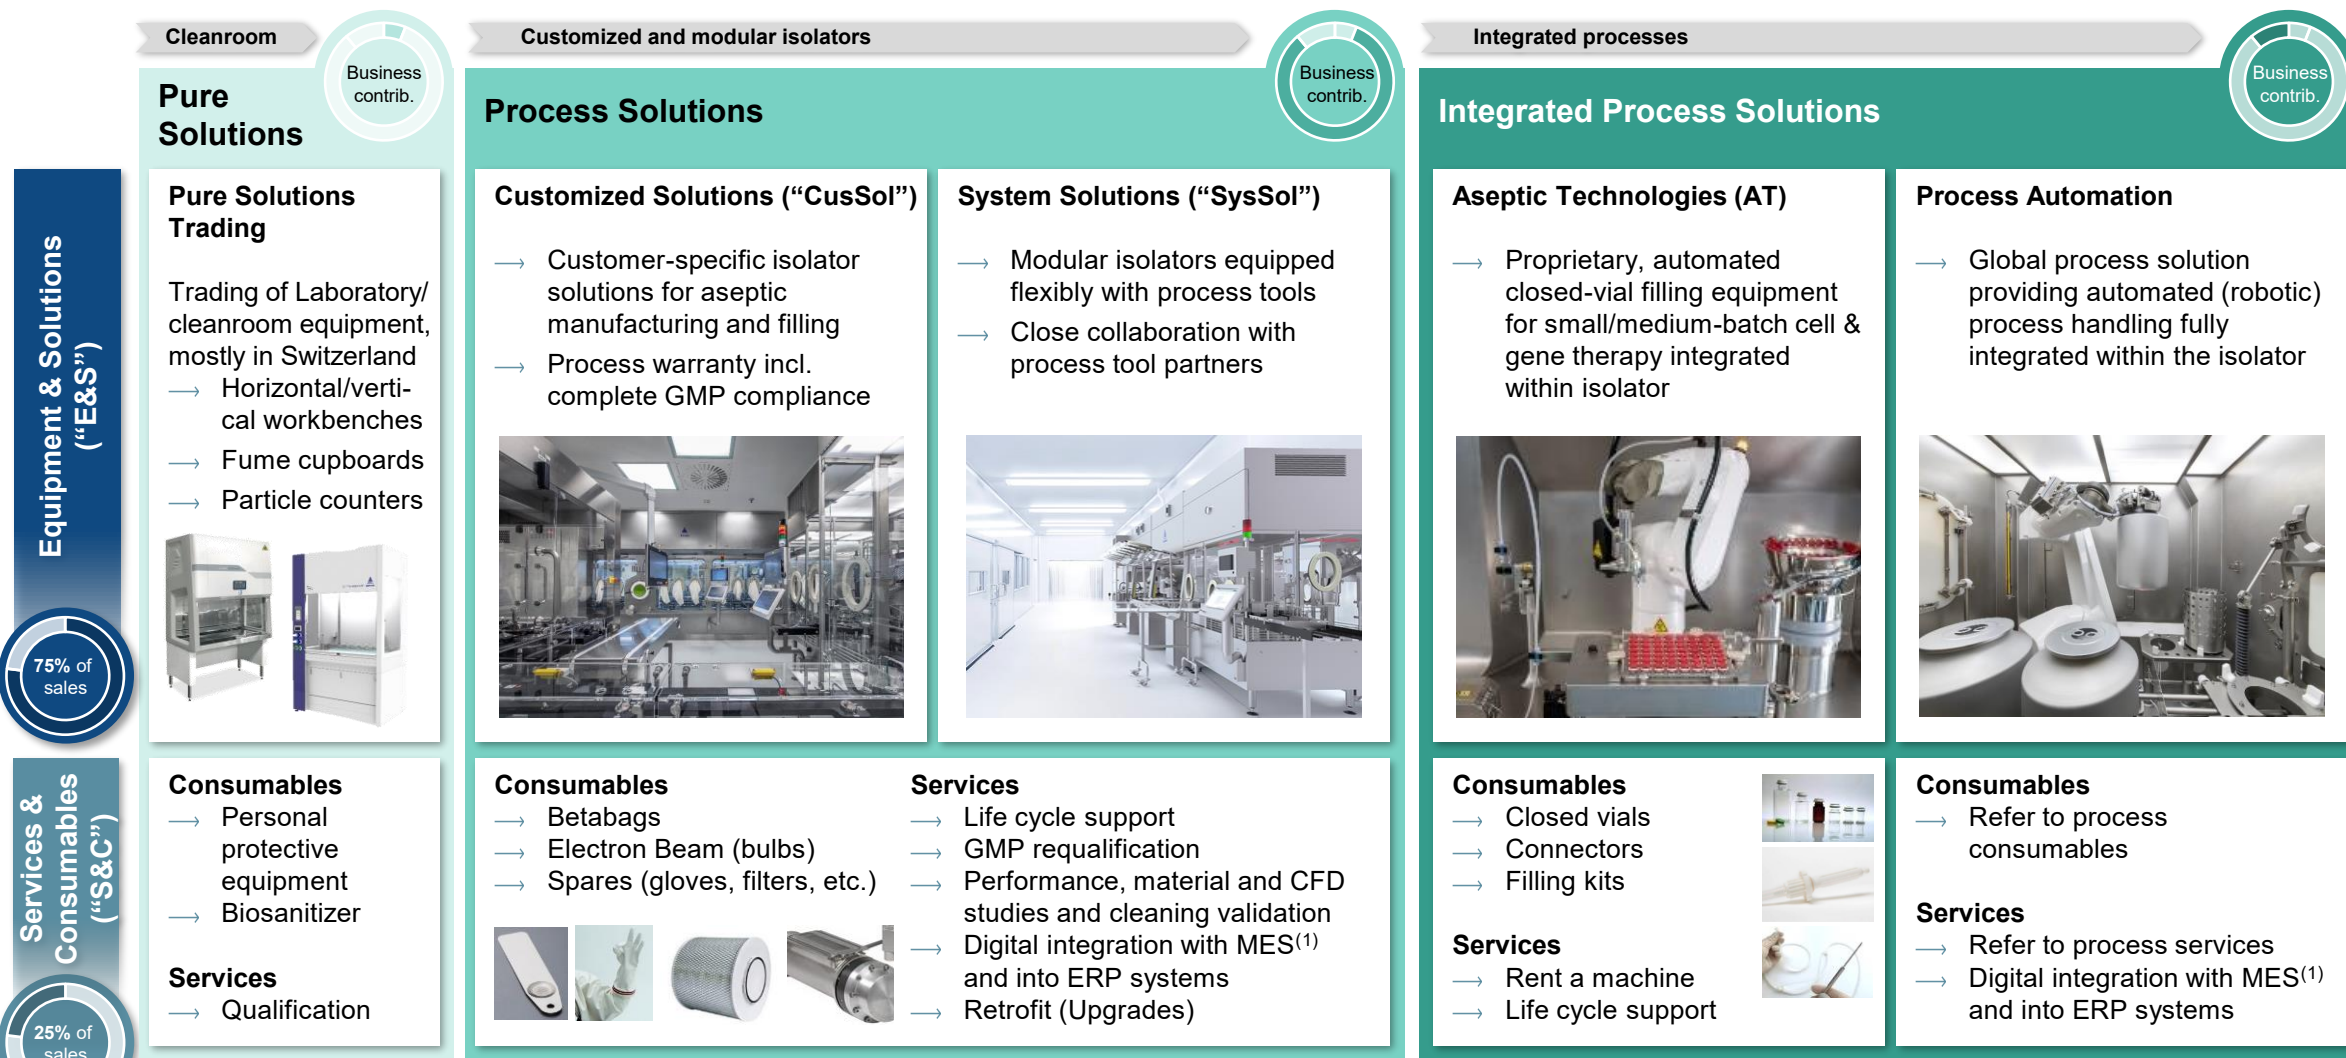 Cleanroom
Customized and modular isolators
Integrated processes
Business
contrib.
Business
contrib.
Business
contrib.
Pure
Solutions
Process Solutions
Integrated Process Solutions
Equipment & Solutions
(“E&S”)
75% of
sales
Pure Solutions
Trading
Trading of Laboratory/
cleanroom equipment,
mostly in Switzerland
→ Horizontal/verti-
cal workbenches
→ Fume cupboards
→ Particle counters
Customized Solutions (“CusSol”)
→ Customer-specific isolator
solutions for aseptic
manufacturing and filling
→ Process warranty incl.
complete GMP compliance
System Solutions (“SysSol”)
→ Modular isolators equipped
flexibly with process tools
→ Close collaboration with
process tool partners
Aseptic Technologies (AT)
→ Proprietary, automated
closed-vial filling equipment
for small/medium-batch cell &
gene therapy integrated
within isolator
Process Automation
→ Global process solution
providing automated (robotic)
process handling fully
integrated within the isolator
Services &
Consumables
(“S&C”)
25% of
sales
Consumables
→ Personal
protective
equipment
→ Biosanitizer
Services
→ Qualification
Consumables
→ Betabags
→ Electron Beam (bulbs)
→ Spares (gloves, filters, etc.)
Services
→ Life cycle support
→ GMP requalification
→ Performance, material and CFD
studies and cleaning validation
→ Digital integration with MES(1)
and into ERP systems
→ Retrofit (Upgrades)
Consumables
→ Closed vials
→ Connectors
→ Filling kits
Services
→ Rent a machine
→ Life cycle support
Consumables
→ Refer to process
consumables
Services
→ Refer to process services
→ Digital integration with MES(1)
and into ERP systems